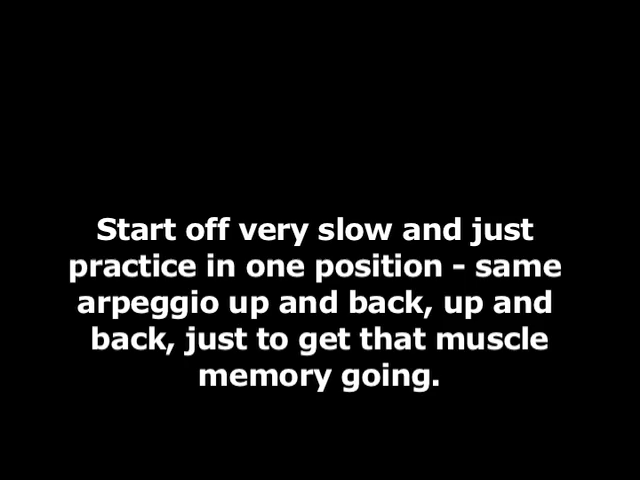 Start off very slow and just
practice in one position - same
arpeggio up and back, up and
back, just to get that muscle
memory going.